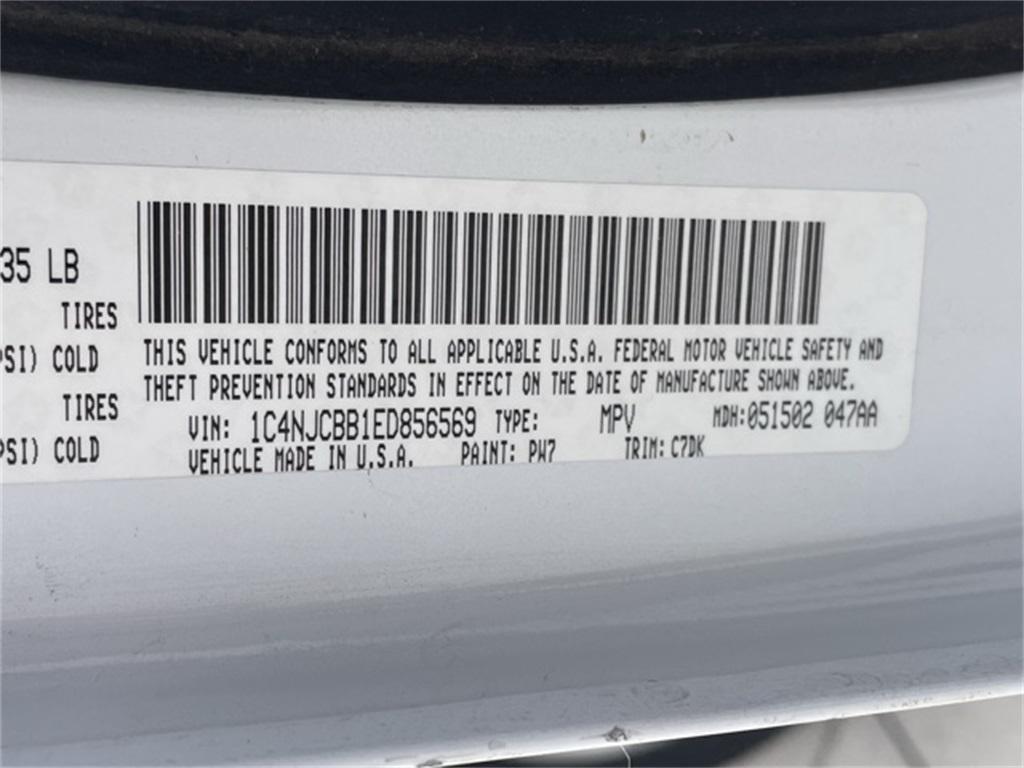 35 LB
TIRES
PSI) COLD
TIRES
PSI) COLD
THIS VEHICLE CONFORMS TO ALL APPLICABLE U.S.A. FEDERAL MOTOR VEHICLE SAFETY AND
THEFT PREVENTION STANDARDS IN EFFECT ON THE DATE OF MANUFACTURE SHOWN ABOVE.
VIN: 1C4NJCBB1ED856569 TYPE: MPV MDH:051502 047AA
VEHICLE MADE IN U.S.A. PAINT: PW7 TRIM: C7DK